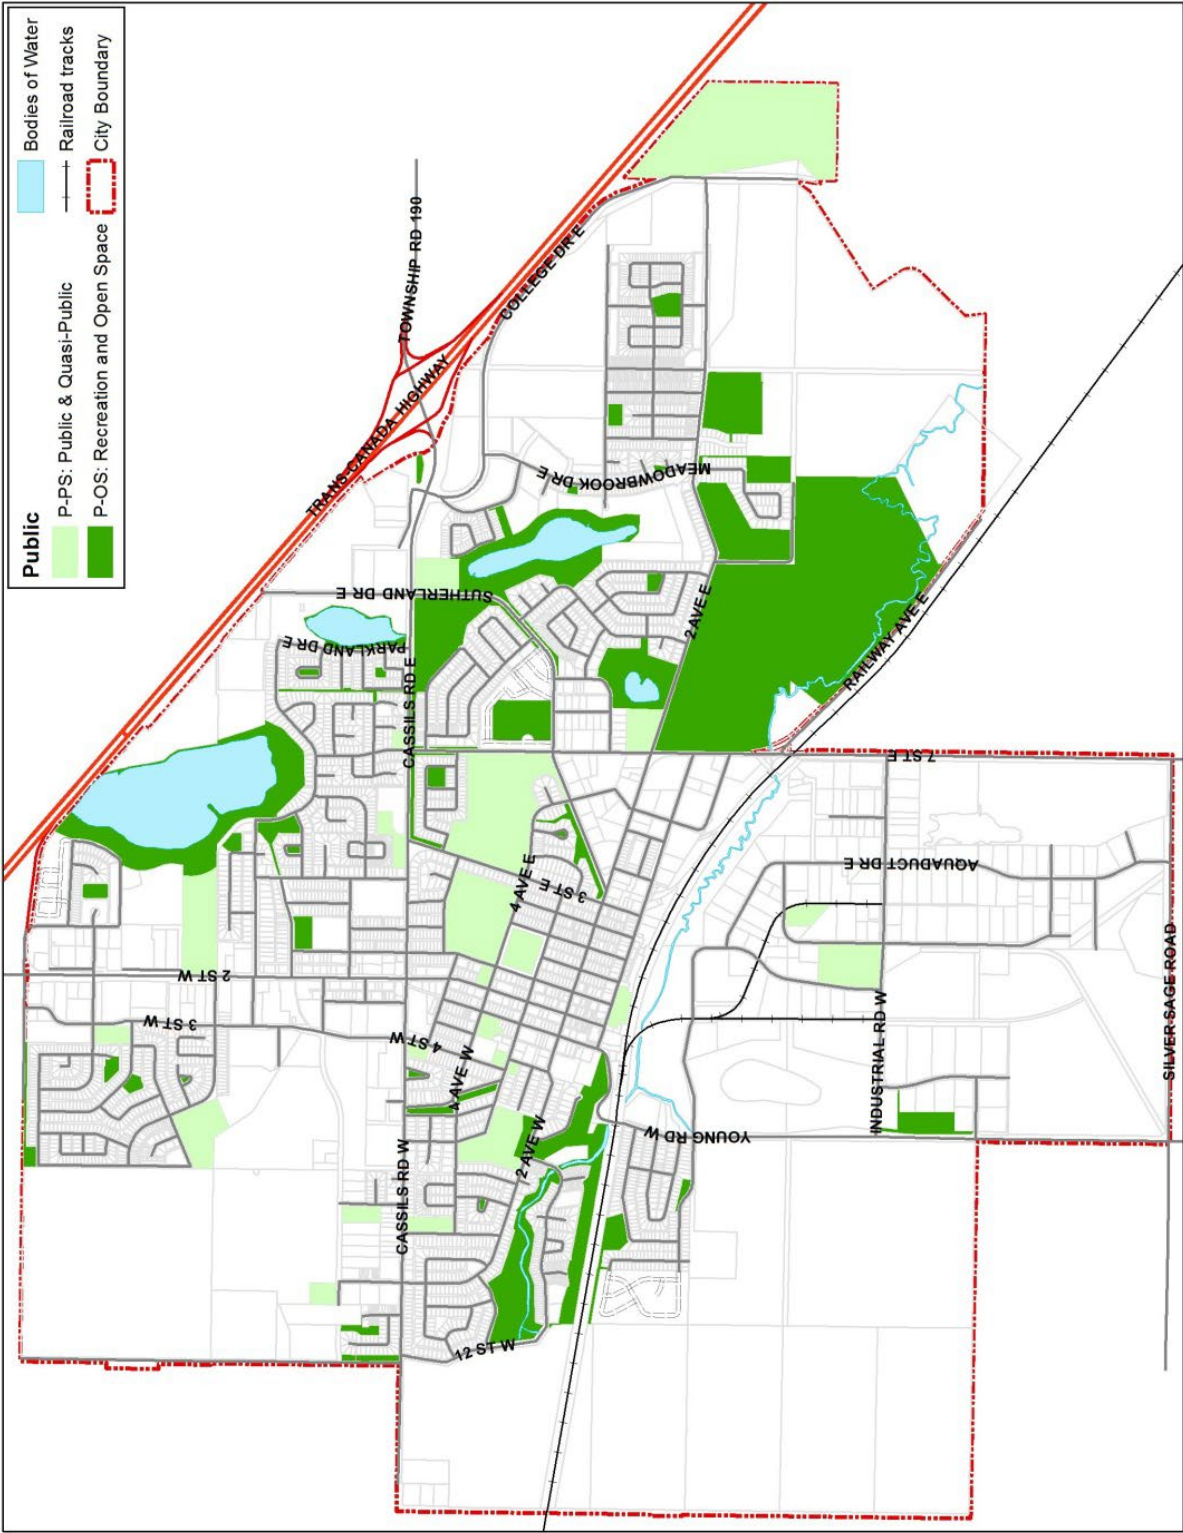 Public
P-PS: Public & Quasi-Public
P-OS: Recreation and Open Space
Bodies of Water
Railroad tracks
City Boundary
TRANS-CANADA HIGHWAY
TOWNSHIP RD 190
COLLEGE DR E
MEADOWBROOK DR E
SUTHERLAND DR E
PARKLAND DR E
CASSILS RD E
2 AVE E
RAILWAY AVE E
7 ST E
4 AVE E
3 ST E
AQUADUCT DR E
2 ST W
3 ST W
4 ST W
4 AVE W
2 AVE W
CASSILS RD W
12 ST W
YOUNG RD W
INDUSTRIAL RD W
SILVER SAGE ROAD